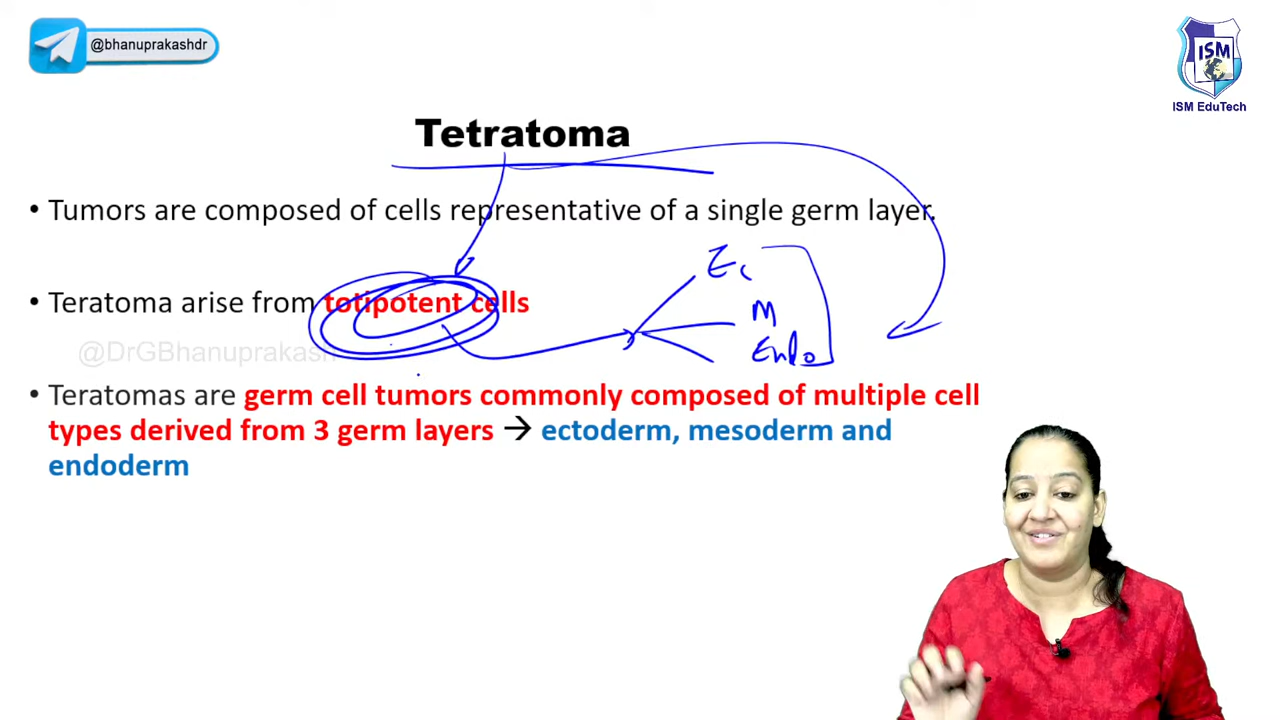 @bhanuprakashdr
ISM
ISM EduTech
Tetratoma
• Tumors are composed of cells representative of a single germ layer.
Ec
• Teratoma arise from totipotent cells
M
@DrGBhanuprakash
Endo
• Teratomas are germ cell tumors commonly composed of multiple cell
types derived from 3 germ layers → ectoderm, mesoderm and
endoderm